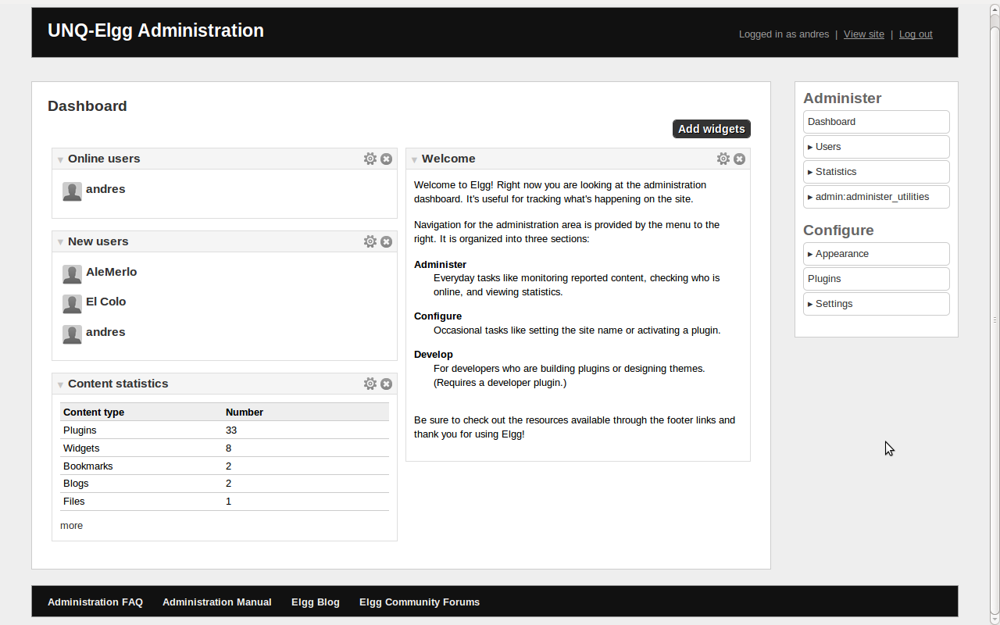 UNQ-Elgg Administration
Logged in as andres | View site | Log out
Dashboard
Add widgets
Online users
andres
New users
AleMerlo
El Colo
andres
Content statistics
Content type Number
Plugins 33
Widgets 8
Bookmarks 2
Blogs 2
Files 1
more
Welcome
Welcome to Elgg! Right now you are looking at the administration
dashboard. It's useful for tracking what's happening on the site.
Navigation for the administration area is provided by the menu to the
right. It is organized into three sections:
Administer
Everyday tasks like monitoring reported content, checking who is
online, and viewing statistics.
Configure
Occasional tasks like setting the site name or activating a plugin.
Develop
For developers who are building plugins or designing themes.
(Requires a developer plugin.)
Be sure to check out the resources available through the footer links and
thank you for using Elgg!
Administer
Dashboard
▸ Users
▸ Statistics
▸ admin:administer_utilities
Configure
▸ Appearance
Plugins
▸ Settings
Administration FAQ Administration Manual Elgg Blog Elgg Community Forums